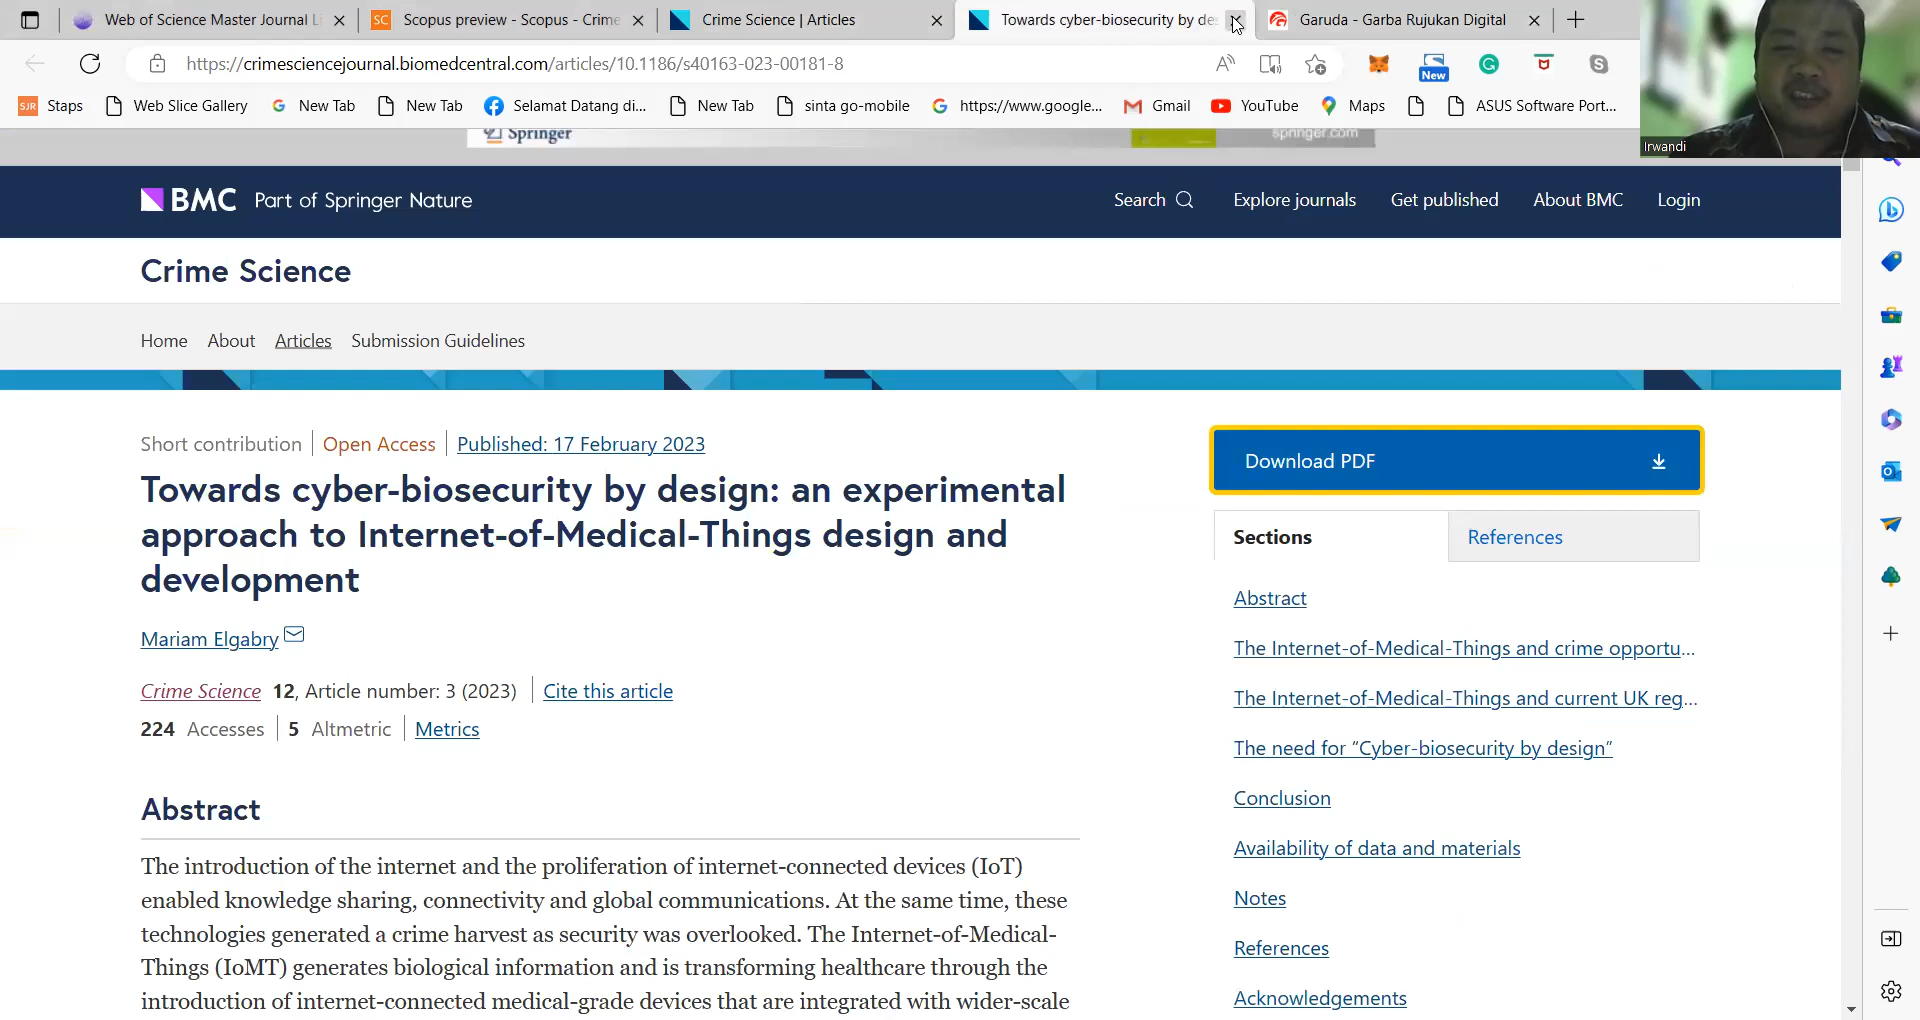 Web of Science Master Journal Li
Scopus preview - Scopus - Crime
Crime Science | Articles
Towards cyber-biosecurity by de
Garuda - Garba Rujukan Digital
https://crimesciencejournal.biomedcentral.com/articles/10.1186/s40163-023-00181-8
New
Staps
Web Slice Gallery
New Tab
New Tab
Selamat Datang di...
New Tab
sinta go-mobile
https://www.google...
Gmail
YouTube
Maps
ASUS Software Port...
Irwandi
Springer
springer.com
BMC Part of Springer Nature
Search
Explore journals
Get published
About BMC
Login
Crime Science
Home
About
Articles
Submission Guidelines
Short contribution
Open Access
Published: 17 February 2023
Towards cyber-biosecurity by design: an experimental
approach to Internet-of-Medical-Things design and
development
Mariam Elgabry
Crime Science 12, Article number: 3 (2023)
Cite this article
224 Accesses
5 Altmetric
Metrics
Abstract
The introduction of the internet and the proliferation of internet-connected devices (IoT)
enabled knowledge sharing, connectivity and global communications. At the same time, these
technologies generated a crime harvest as security was overlooked. The Internet-of-Medical-
Things (IoMT) generates biological information and is transforming healthcare through the
introduction of internet-connected medical-grade devices that are integrated with wider-scale
Download PDF
Sections
References
Abstract
The Internet-of-Medical-Things and crime opportu...
The Internet-of-Medical-Things and current UK reg...
The need for “Cyber-biosecurity by design”
Conclusion
Availability of data and materials
Notes
References
Acknowledgements